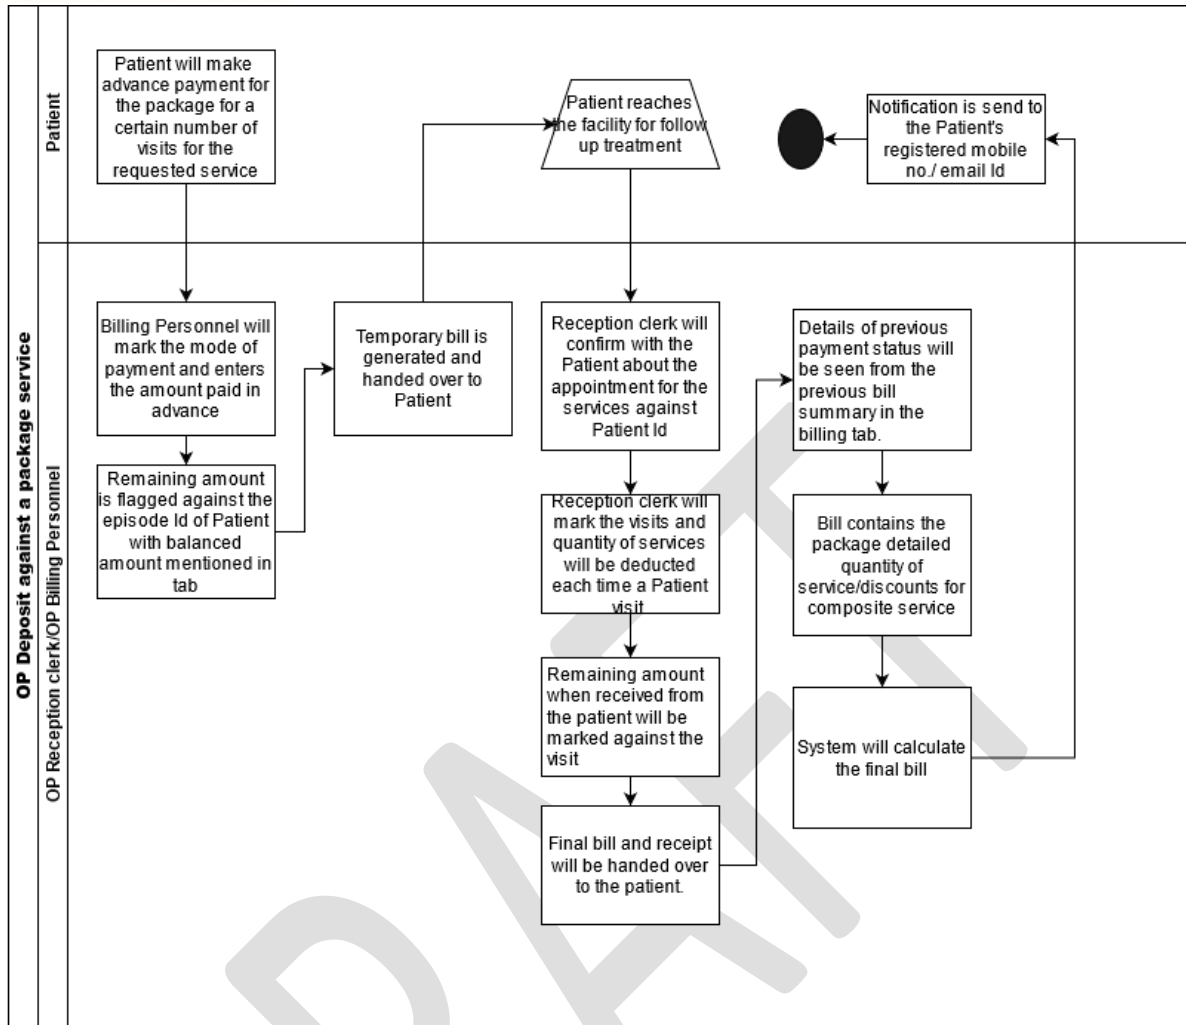 OP Deposit against a package service
Patient
OP Reception clerk/OP Billing Personnel
Patient will make
advance payment for
the package for a
certain number of
visits for the
requested service
Billing Personnel will
mark the mode of
payment and enters
the amount paid in
advance
Remaining amount
is flagged against the
episode Id of Patient
with balanced
amount mentioned in
tab
Temporary bill is
generated and
handed over to
Patient
Patient reaches
the facility for follow
up treatment
Reception clerk will
confirm with the
Patient about the
appointment for the
services against
Patient Id
Reception clerk will
mark the visits and
quantity of services
will be deducted
each time a Patient
visit
Remaining amount
when received from
the patient will be
marked against the
visit
Final bill and receipt
will be handed over
to the patient.
Details of previous
payment status will
be seen from the
previous bill
summary in the
billing tab.
Bill contains the
package detailed
quantity of
service/discounts for
composite service
System will calculate
the final bill
Notification is send to
the Patient's
registered mobile
no./ email Id
DRAFT